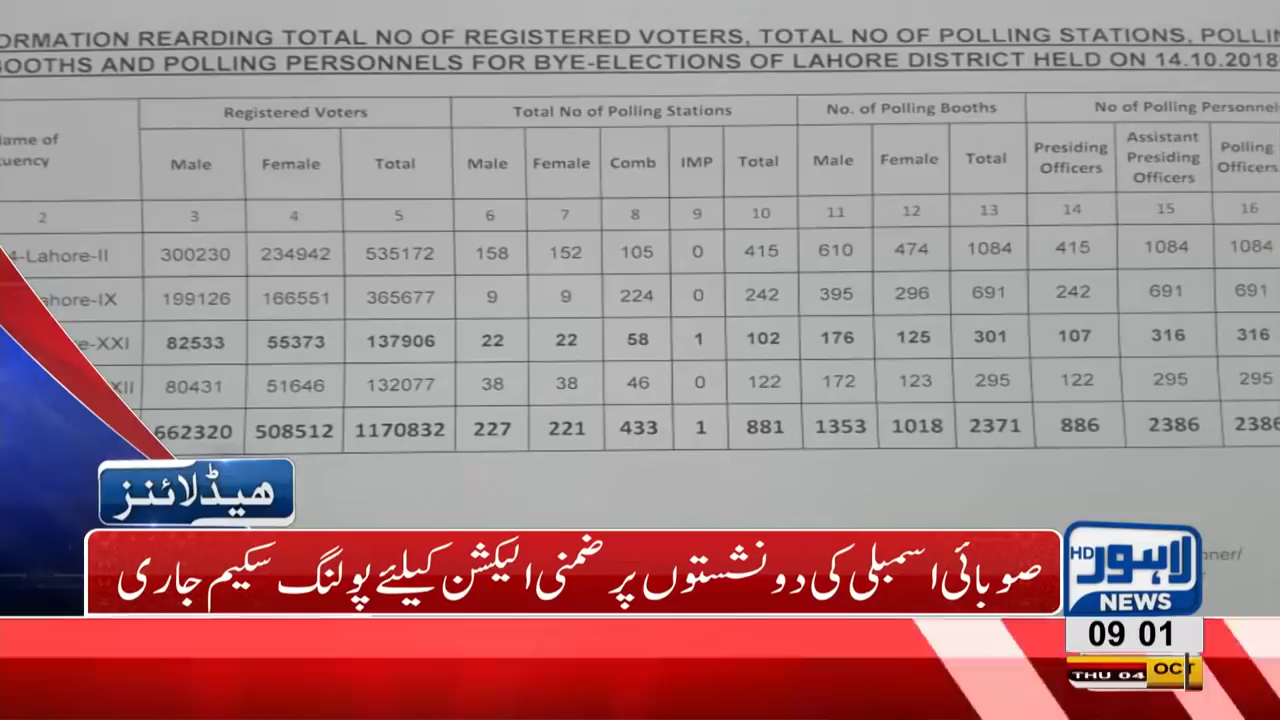 ORMATION REARDING TOTAL NO OF REGISTERED VOTERS, TOTAL NO OF POLLING STATIONS, POLLIN
BOOTHS AND POLLING PERSONNELS FOR BYE-ELECTIONS OF LAHORE DISTRICT HELD ON 14.10.2018
ame of uency Registered Voters Total No of Polling Stations No. of Polling Booths No of Polling Personnel
Male Female Total Male Female Comb IMP Total Male Female Total Presiding Officers Assistant Presiding Officers Polling Officers
2 3 4 5 6 7 8 9 10 11 12 13 14 15 16
4-Lahore-II 300230 234942 535172 158 152 105 0 415 610 474 1084 415 1084 1084
ahore-IX 199126 166551 365677 9 9 224 0 242 395 296 691 242 691 691
e-XXI 82533 55373 137906 22 22 58 1 102 176 125 301 107 316 316
XII 80431 51646 132077 38 38 46 0 122 172 123 295 122 295 295
662320 508512 1170832 227 221 433 1 881 1353 1018 2371 886 2386 2386
ھیڈلائنز
صوبائی اسمبلی کی دو نشستوں پر ضمنی الیکشن کیلئے پولنگ سکیم جاری
oner/
HD لاہور
NEWS
09 01
THU 04 OCT